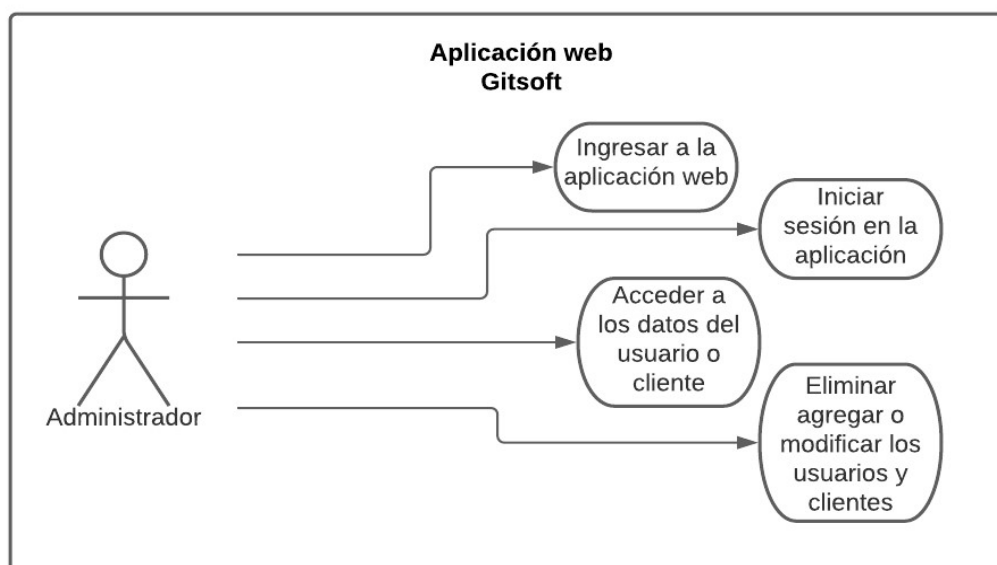 Aplicación web
Gitsoft
Ingresar a la
aplicación web
Iniciar
sesión en la
aplicación
Acceder a
los datos del
usuario o
cliente
Eliminar
agregar o
modificar los
usuarios y
clientes
Administrador